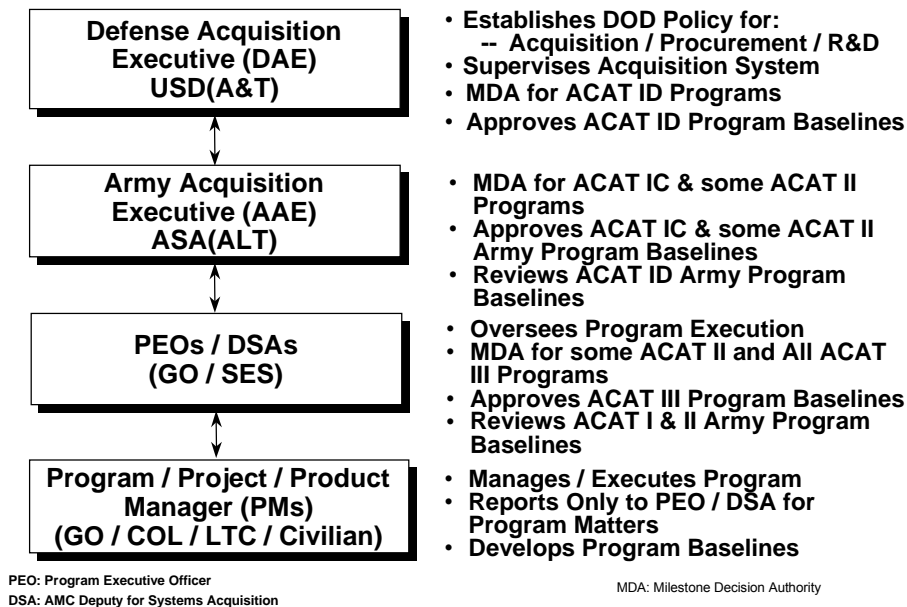 Defense Acquisition
Executive (DAE)
USD(A&T)
• Establishes DOD Policy for:
-- Acquisition / Procurement / R&D
• Supervises Acquisition System
• MDA for ACAT ID Programs
• Approves ACAT ID Program Baselines
Army Acquisition
Executive (AAE)
ASA(ALT)
• MDA for ACAT IC & some ACAT II
Programs
• Approves ACAT IC & some ACAT II
Army Program Baselines
• Reviews ACAT ID Army Program
Baselines
PEOs / DSAs
(GO / SES)
• Oversees Program Execution
• MDA for some ACAT II and All ACAT
III Programs
• Approves ACAT III Program Baselines
• Reviews ACAT I & II Army Program
Baselines
Program / Project / Product
Manager (PMs)
(GO / COL / LTC / Civilian)
• Manages / Executes Program
• Reports Only to PEO / DSA for
Program Matters
• Develops Program Baselines
PEO: Program Executive Officer
DSA: AMC Deputy for Systems Acquisition
MDA: Milestone Decision Authority